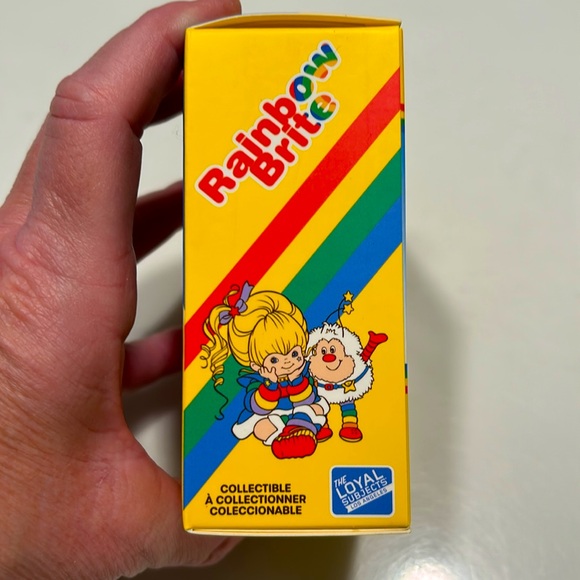 Rainbow
Brite
COLLECTIBLE
À COLLECTIONNER
COLECCIONABLE
THE
LOYAL
SUBJECTS
LOS ANGELES